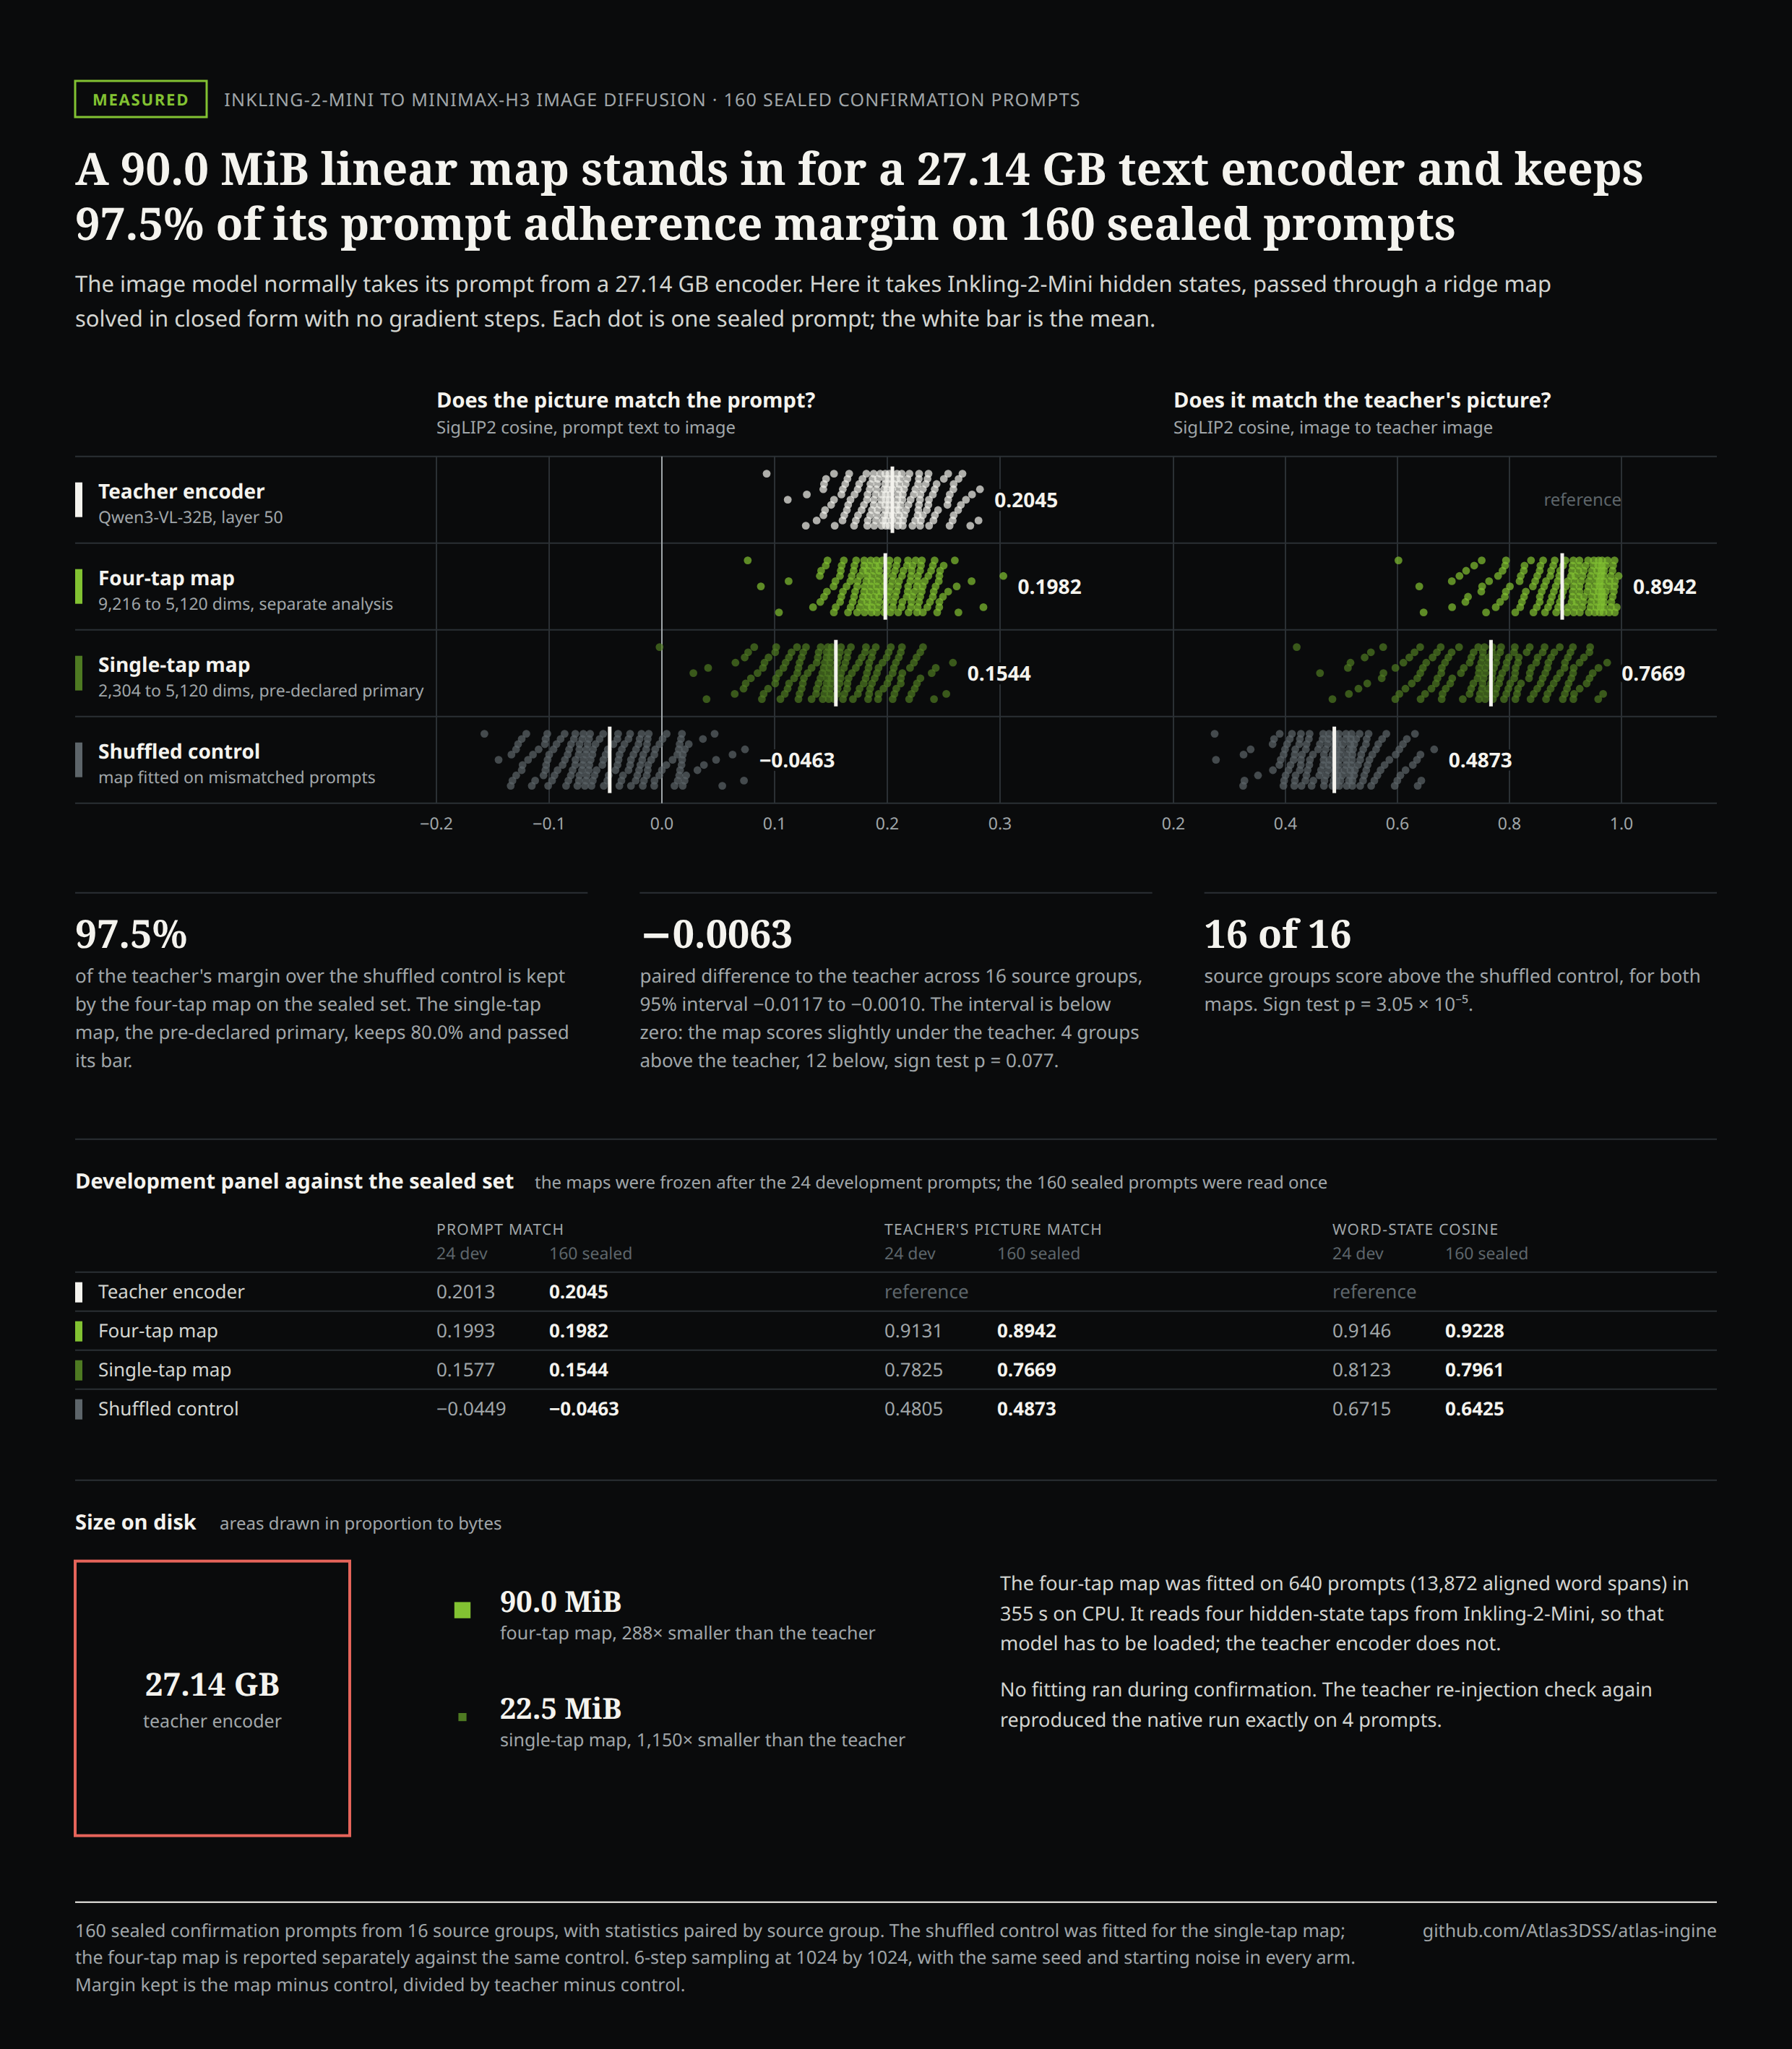 MEASURED
INKLING-2-MINI TO MINIMAX-H3 IMAGE DIFFUSION · 160 SEALED CONFIRMATION PROMPTS
A 90.0 MiB linear map stands in for a 27.14 GB text encoder and keeps
97.5% of its prompt adherence margin on 160 sealed prompts
The image model normally takes its prompt from a 27.14 GB encoder. Here it takes Inkling-2-Mini hidden states, passed through a ridge map
solved in closed form with no gradient steps. Each dot is one sealed prompt; the white bar is the mean.
Does the picture match the prompt?
SigLIP2 cosine, prompt text to image
Does it match the teacher's picture?
SigLIP2 cosine, image to teacher image
Teacher encoder
Qwen3-VL-32B, layer 50
0.2045
reference
Four-tap map
9,216 to 5,120 dims, separate analysis
0.1982
0.8942
Single-tap map
2,304 to 5,120 dims, pre-declared primary
0.1544
0.7669
Shuffled control
map fitted on mismatched prompts
−0.0463
0.4873
−0.2 −0.1 0.0 0.1 0.2 0.3
0.2 0.4 0.6 0.8 1.0
97.5%
of the teacher's margin over the shuffled control is kept
by the four-tap map on the sealed set. The single-tap
map, the pre-declared primary, keeps 80.0% and passed
its bar.
−0.0063
paired difference to the teacher across 16 source groups,
95% interval −0.0117 to −0.0010. The interval is below
zero: the map scores slightly under the teacher. 4 groups
above the teacher, 12 below, sign test p = 0.077.
16 of 16
source groups score above the shuffled control, for both
maps. Sign test p = 3.05 × 10⁻⁵.
Development panel against the sealed set the maps were frozen after the 24 development prompts; the 160 sealed prompts were read once
PROMPT MATCH TEACHER'S PICTURE MATCH WORD-STATE COSINE
24 dev 160 sealed 24 dev 160 sealed 24 dev 160 sealed
Teacher encoder 0.2013 0.2045 reference reference
Four-tap map 0.1993 0.1982 0.9131 0.8942 0.9146 0.9228
Single-tap map 0.1577 0.1544 0.7825 0.7669 0.8123 0.7961
Shuffled control −0.0449 −0.0463 0.4805 0.4873 0.6715 0.6425
Size on disk areas drawn in proportion to bytes
27.14 GB
teacher encoder
90.0 MiB
four-tap map, 288× smaller than the teacher
22.5 MiB
single-tap map, 1,150× smaller than the teacher
The four-tap map was fitted on 640 prompts (13,872 aligned word spans) in
355 s on CPU. It reads four hidden-state taps from Inkling-2-Mini, so that
model has to be loaded; the teacher encoder does not.
No fitting ran during confirmation. The teacher re-injection check again
reproduced the native run exactly on 4 prompts.
160 sealed confirmation prompts from 16 source groups, with statistics paired by source group. The shuffled control was fitted for the single-tap map;
the four-tap map is reported separately against the same control. 6-step sampling at 1024 by 1024, with the same seed and starting noise in every arm.
Margin kept is the map minus control, divided by teacher minus control.
github.com/Atlas3DSS/atlas-ingine